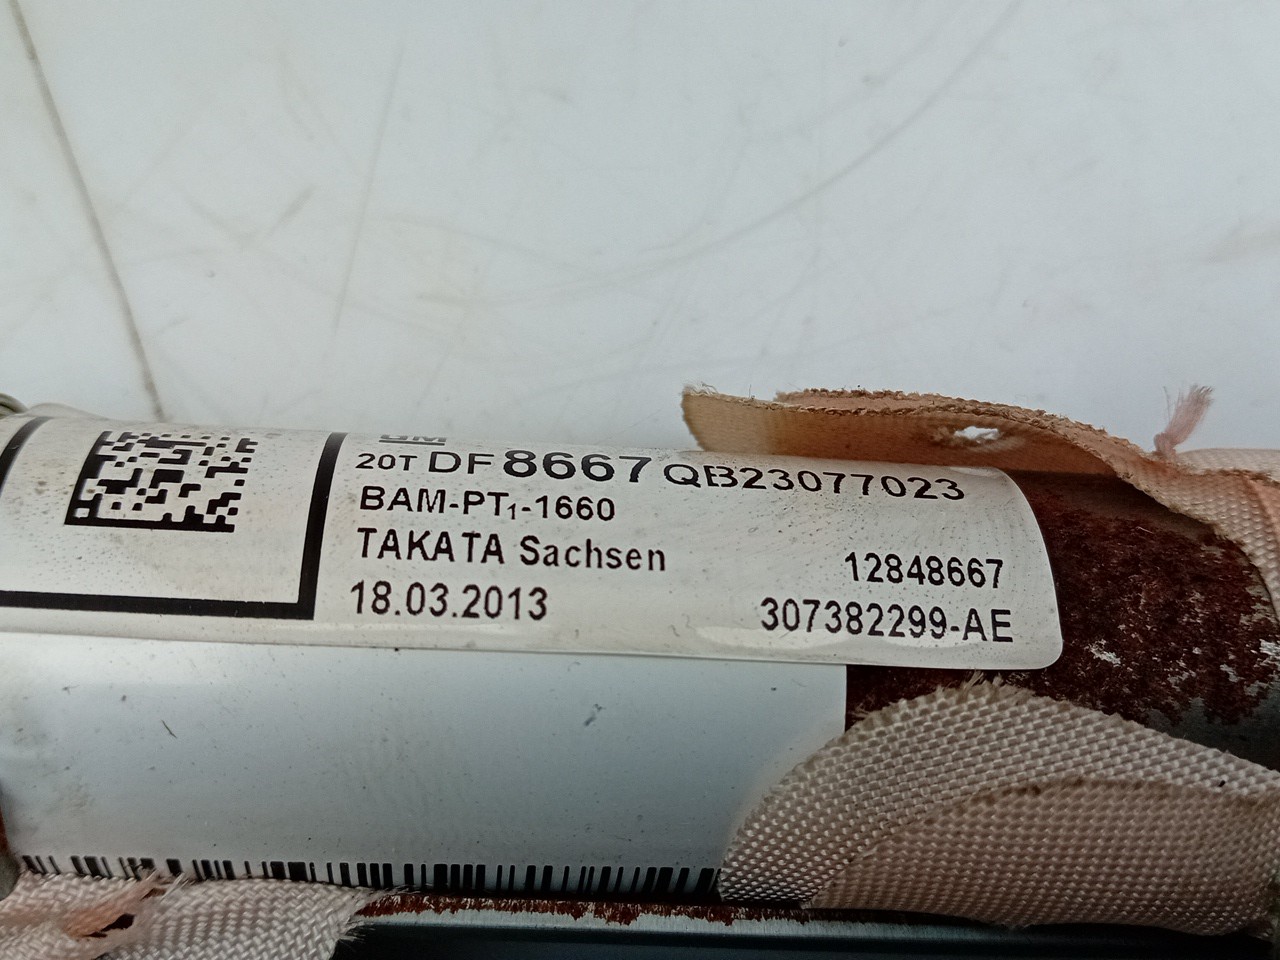 GM
20T DF 8667 QB23077023
BAM-PT1-1660
TAKATA Sachsen
12848667
18.03.2013
307382299-AE